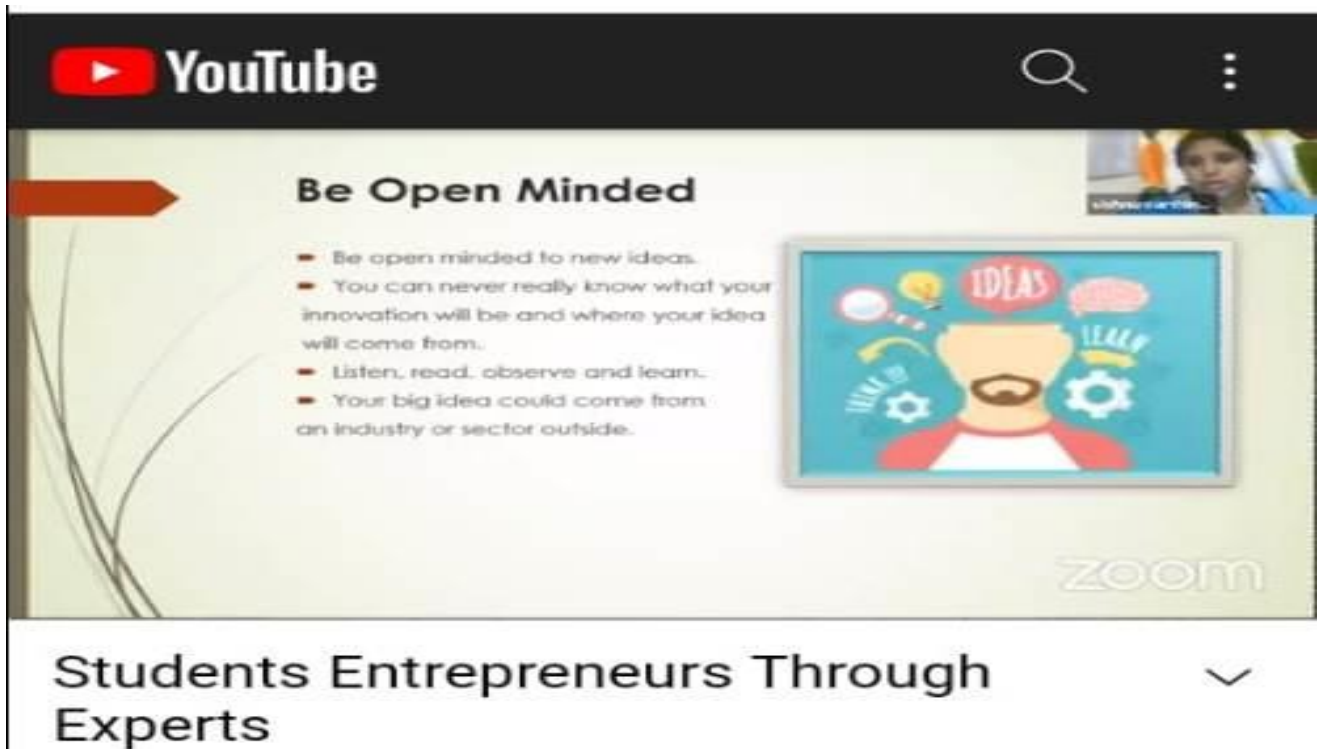 YouTube
Be Open Minded
Be open minded to new ideas.
You can never really know what your
innovation will be and where your idea
will come from.
Listen, read, observe and learn.
Your big idea could come from
an industry or sector outside.
IDEAS
LEARN
THINK
zoom
Students Entrepreneurs Through
Experts